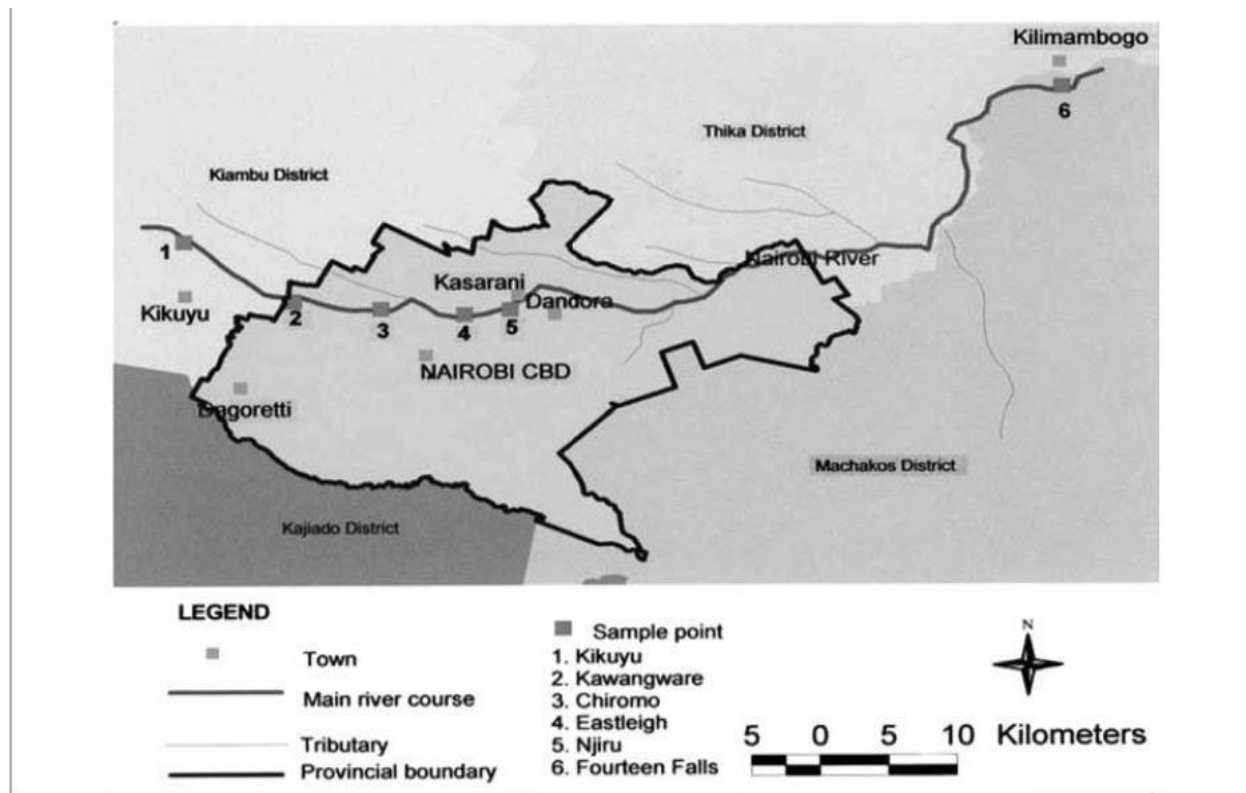 Kilimambogo
6
Thika District
Kiambu District
1
Nairobi River
Kasarani
Dandora
Kikuyu
2
3
4
5
NAIROBI CBD
Dagoretti
Machakos District
Kajiado District
LEGEND
Town
Main river course
Tributary
Provincial boundary
Sample point
1. Kikuyu
2. Kawangware
3. Chiromo
4. Eastleigh
5. Njiru
6. Fourteen Falls
N
5 0 5 10 Kilometers